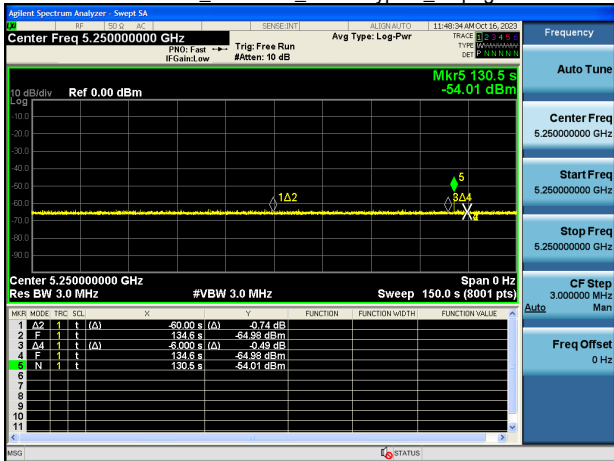 Agilent Spectrum Analyzer - Swept SA
RF 50 Ω AC SENSE:INT ALIGN AUTO 11:48:34 AM Oct 16, 2023
Center Freq 5.250000000 GHz
PNO: Fast
IFGain:Low
Trig: Free Run
#Atten: 10 dB
Avg Type: Log-Pwr
TRACE 1 2 3 4 5 6
TYPE
DET P N N N N N
Mkr5 130.5 s
-54.01 dBm
10 dB/div
Log
Ref 0.00 dBm
-10.0
-20.0
-30.0
-40.0
-50.0
-60.0
-70.0
-80.0
-90.0
1Δ2
5
3Δ4
Center 5.250000000 GHz
Res BW 3.0 MHz
#VBW 3.0 MHz
Span 0 Hz
Sweep 150.0 s (8001 pts)
MKR MODE TRC SCL X Y FUNCTION FUNCTION WIDTH FUNCTION VALUE
1 Δ2 1 t (Δ) -60.00 s (Δ) -0.74 dB
2 F 1 t 134.6 s -64.98 dBm
3 Δ4 1 t (Δ) -6.000 s (Δ) -0.49 dB
4 F 1 t 134.6 s -64.98 dBm
5 N 1 t 130.5 s -54.01 dBm
6
7
8
9
10
11
MSG
STATUS
Frequency
Auto Tune
Center Freq
5.250000000 GHz
Start Freq
5.250000000 GHz
Stop Freq
5.250000000 GHz
CF Step
3.000000 MHz
Auto Man
Freq Offset
0 Hz